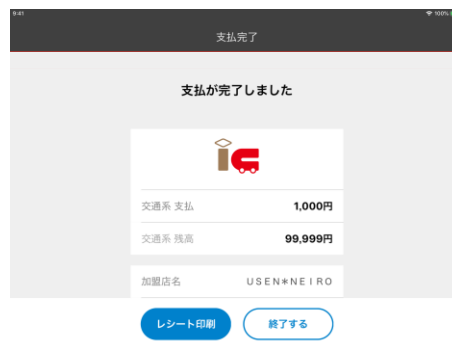 9:41 100%
支払完了
支払が完了しました
交通系 支払 1,000円
交通系 残高 99,999円
加盟店名 USEN*NEIRO
レシート印刷 終了する